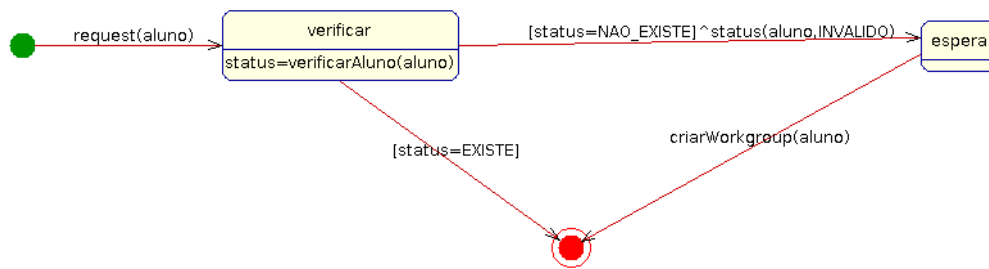 request(aluno)
verificar
status=verificarAluno(aluno)
[status=NAO_EXISTE]^status(aluno,INVALIDO)
espera
[status=EXISTE]
criarWorkgroup(aluno)